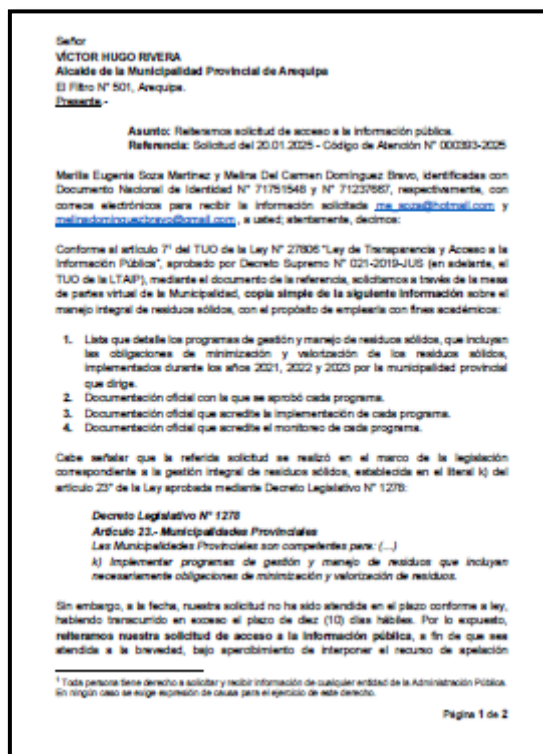 Señor
VÍCTOR HUGO RIVERA
Alcalde de la Municipalidad Provincial de Arequipa
El Filtro N° 501, Arequipa.
Presente.-
Asunto: Reiteramos solicitud de acceso a la información pública.
Referencia: Solicitud del 20.01.2025 - Código de Atención N° 000393-2025
Marilia Eugenia Soza Martinez y Melina Del Carmen Domínguez Bravo, identificadas con
Documento Nacional de Identidad N° 71751548 y N° 71237687, respectivamente, con
correos electrónicos para recibir la información solicitada me_soza@hotmail.com y
melinadominguezbravo@gmail.com , a usted; atentamente, decimos:
Conforme al artículo 7¹ del TUO de la Ley N° 27806 "Ley de Transparencia y Acceso a la
Información Pública", aprobado por Decreto Supremo N° 021-2019-JUS (en adelante, el
TUO de la LTAIP), mediante el documento de la referencia, solicitamos a través de la mesa
de partes virtual de la Municipalidad, copia simple de la siguiente información sobre el
manejo integral de residuos sólidos, con el propósito de emplearla con fines académicos:
1. Lista que detalle los programas de gestión y manejo de residuos sólidos, que incluyan
las obligaciones de minimización y valorización de los residuos sólidos,
implementados durante los años 2021, 2022 y 2023 por la municipalidad provincial
que dirige.
2. Documentación oficial con la que se aprobó cada programa.
3. Documentación oficial que acredite la implementación de cada programa.
4. Documentación oficial que acredite el monitoreo de cada programa.
Cabe señalar que la referida solicitud se realizó en el marco de la legislación
correspondiente a la gestión integral de residuos sólidos, establecida en el literal k) del
artículo 23° de la Ley aprobada mediante Decreto Legislativo N° 1278:
Decreto Legislativo N° 1278
Artículo 23.- Municipalidades Provinciales
Las Municipalidades Provinciales son competentes para: (...)
k) Implementar programas de gestión y manejo de residuos que incluyan
necesariamente obligaciones de minimización y valorización de residuos.
Sin embargo, a la fecha, nuestra solicitud no ha sido atendida en el plazo conforme a ley,
habiendo transcurrido en exceso el plazo de diez (10) días hábiles. Por lo expuesto,
reiteramos nuestra solicitud de acceso a la información pública, a fin de que sea
atendida a la brevedad, bajo apercibimiento de interponer el recurso de apelación
¹ Toda persona tiene derecho a solicitar y recibir información de cualquier entidad de la Administración Pública.
En ningún caso se exige expresión de causa para el ejercicio de este derecho.
Página 1 de 2